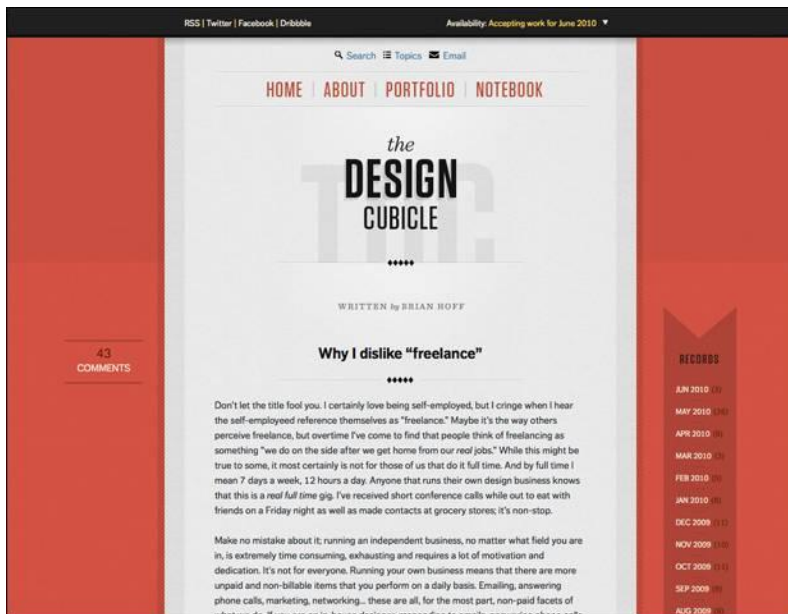 RSS | Twitter | Facebook | Dribbble
Availability: Accepting work for June 2010 ▼
Search Topics Email
HOME | ABOUT | PORTFOLIO | NOTEBOOK
TDC
the
DESIGN
CUBICLE
WRITTEN by BRIAN HOFF
43
COMMENTS
Why I dislike “freelance”
Don't let the title fool you. I certainly love being self-employed, but I cringe when I hear
the self-employeed reference themselves as “freelance.” Maybe it's the way others
perceive freelance, but overtime I've come to find that people think of freelancing as
something “we do on the side after we get home from our real jobs.” While this might be
true to some, it most certainly is not for those of us that do it full time. And by full time I
mean 7 days a week, 12 hours a day. Anyone that runs their own design business knows
that this is a real full time gig. I've received short conference calls while out to eat with
friends on a Friday night as well as made contacts at grocery stores; it's non-stop.
Make no mistake about it; running an independent business, no matter what field you are
in, is extremely time consuming, exhausting and requires a lot of motivation and
dedication. It's not for everyone. Running your own business means that there are more
unpaid and non-billable items that you perform on a daily basis. Emailing, answering
phone calls, marketing, networking... these are all, for the most part, non-paid facets of
RECORDS
JUN 2010
MAY 2010
APR 2010
MAR 2010
FEB 2010
JAN 2010
DEC 2009 (11)
NOV 2009
OCT 2009 (11)
SEP 2009
AUG 2009